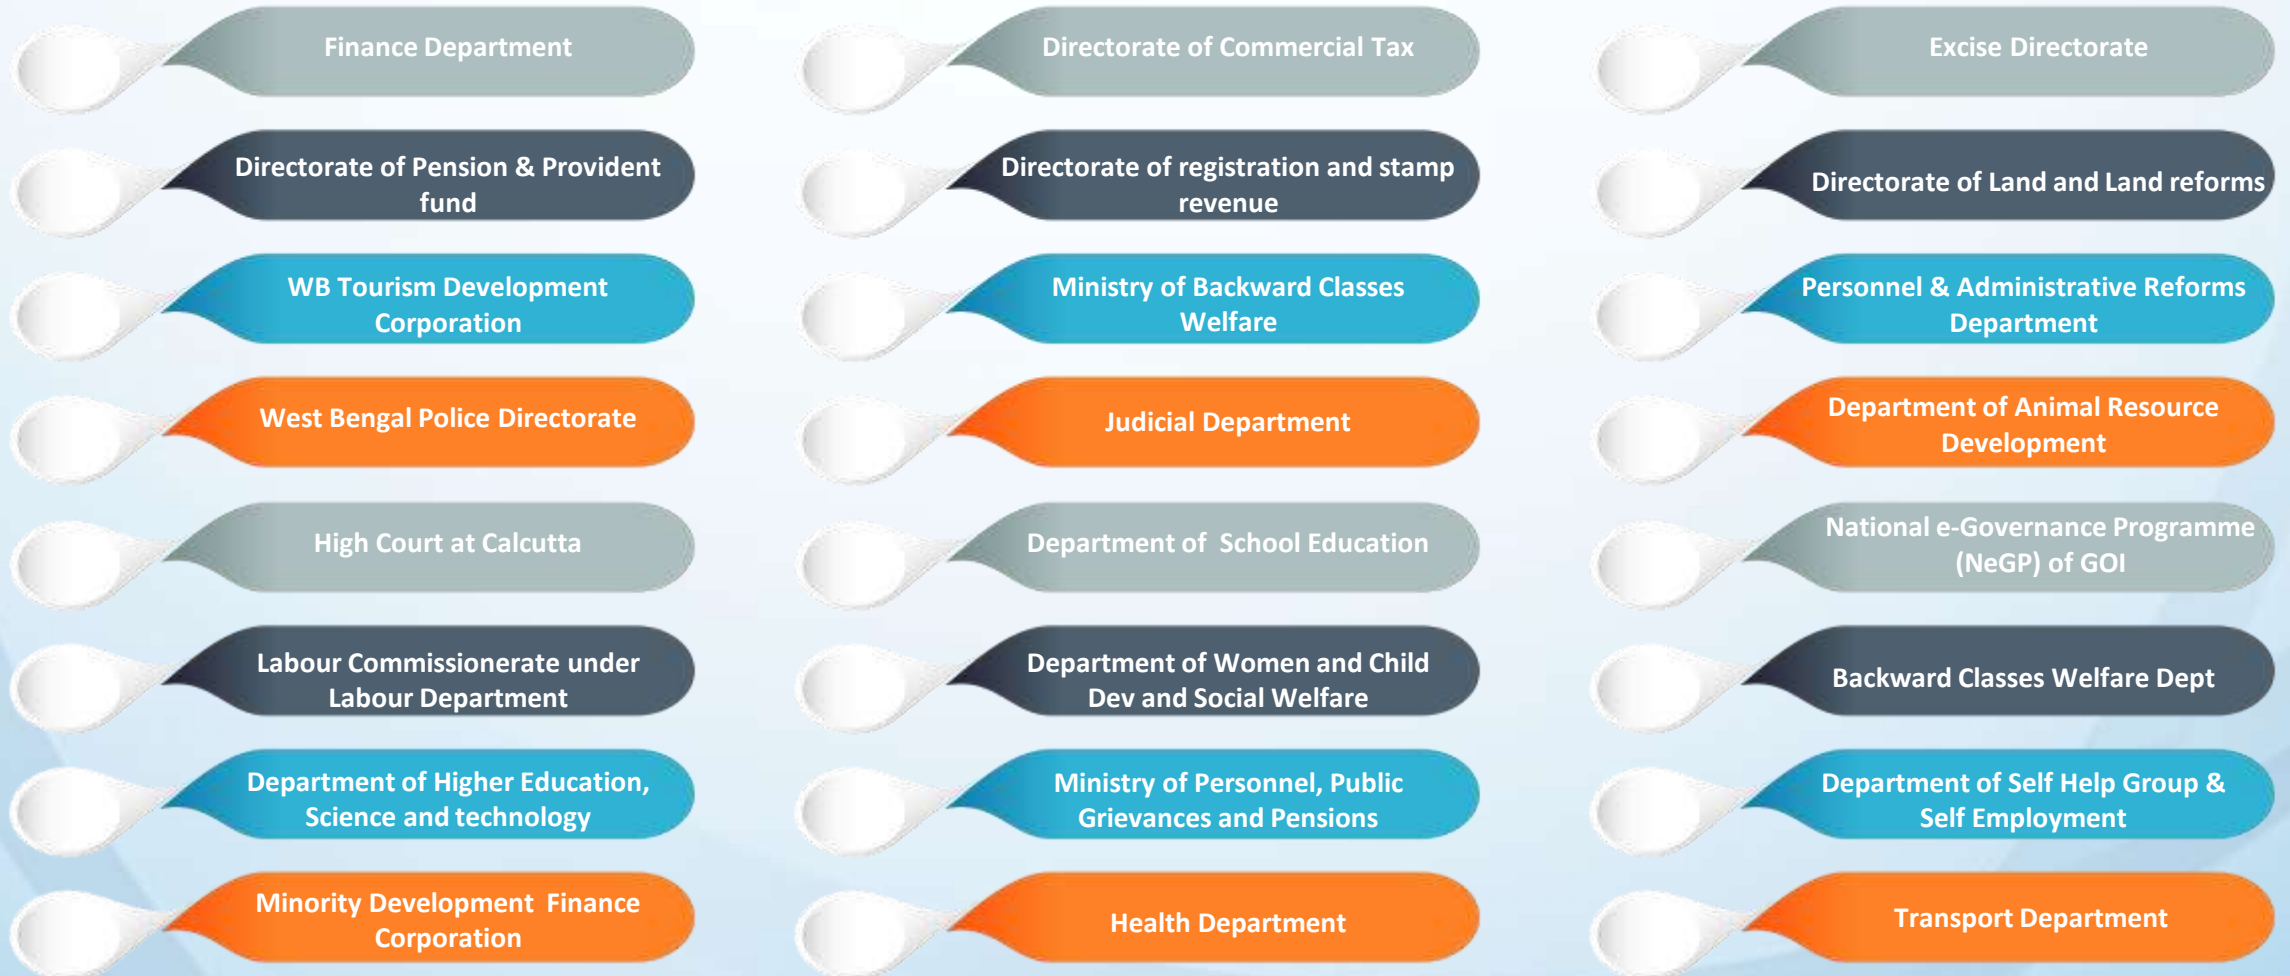 Finance Department
Directorate of Commercial Tax
Excise Directorate
Directorate of Pension & Provident
fund
Directorate of registration and stamp
revenue
Directorate of Land and Land reforms
WB Tourism Development
Corporation
Ministry of Backward Classes
Welfare
Personnel & Administrative Reforms
Department
West Bengal Police Directorate
Judicial Department
Department of Animal Resource
Development
High Court at Calcutta
Department of School Education
National e-Governance Programme
(NeGP) of GOI
Labour Commissionerate under
Labour Department
Department of Women and Child
Dev and Social Welfare
Backward Classes Welfare Dept
Department of Higher Education,
Science and technology
Ministry of Personnel, Public
Grievances and Pensions
Department of Self Help Group &
Self Employment
Minority Development Finance
Corporation
Health Department
Transport Department